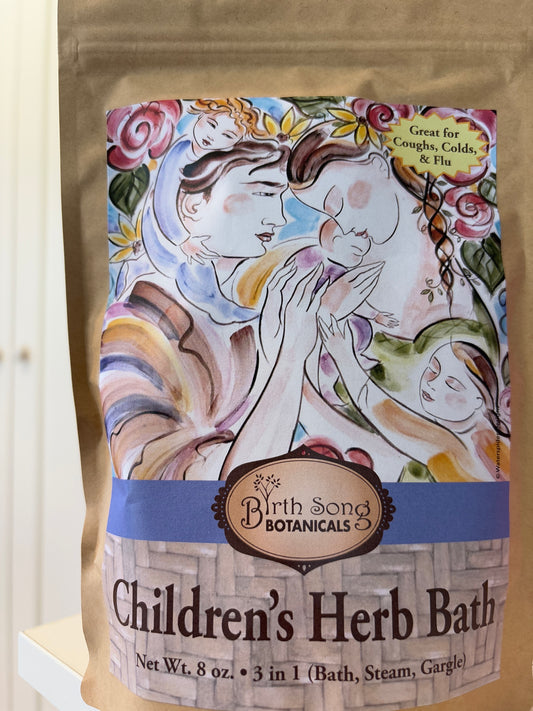 Great for
Coughs, Colds,
& Flu
Birth Song
BOTANICALS
Children's Herb Bath
Net Wt. 8 oz. • 3 in 1 (Bath, Steam, Gargle)